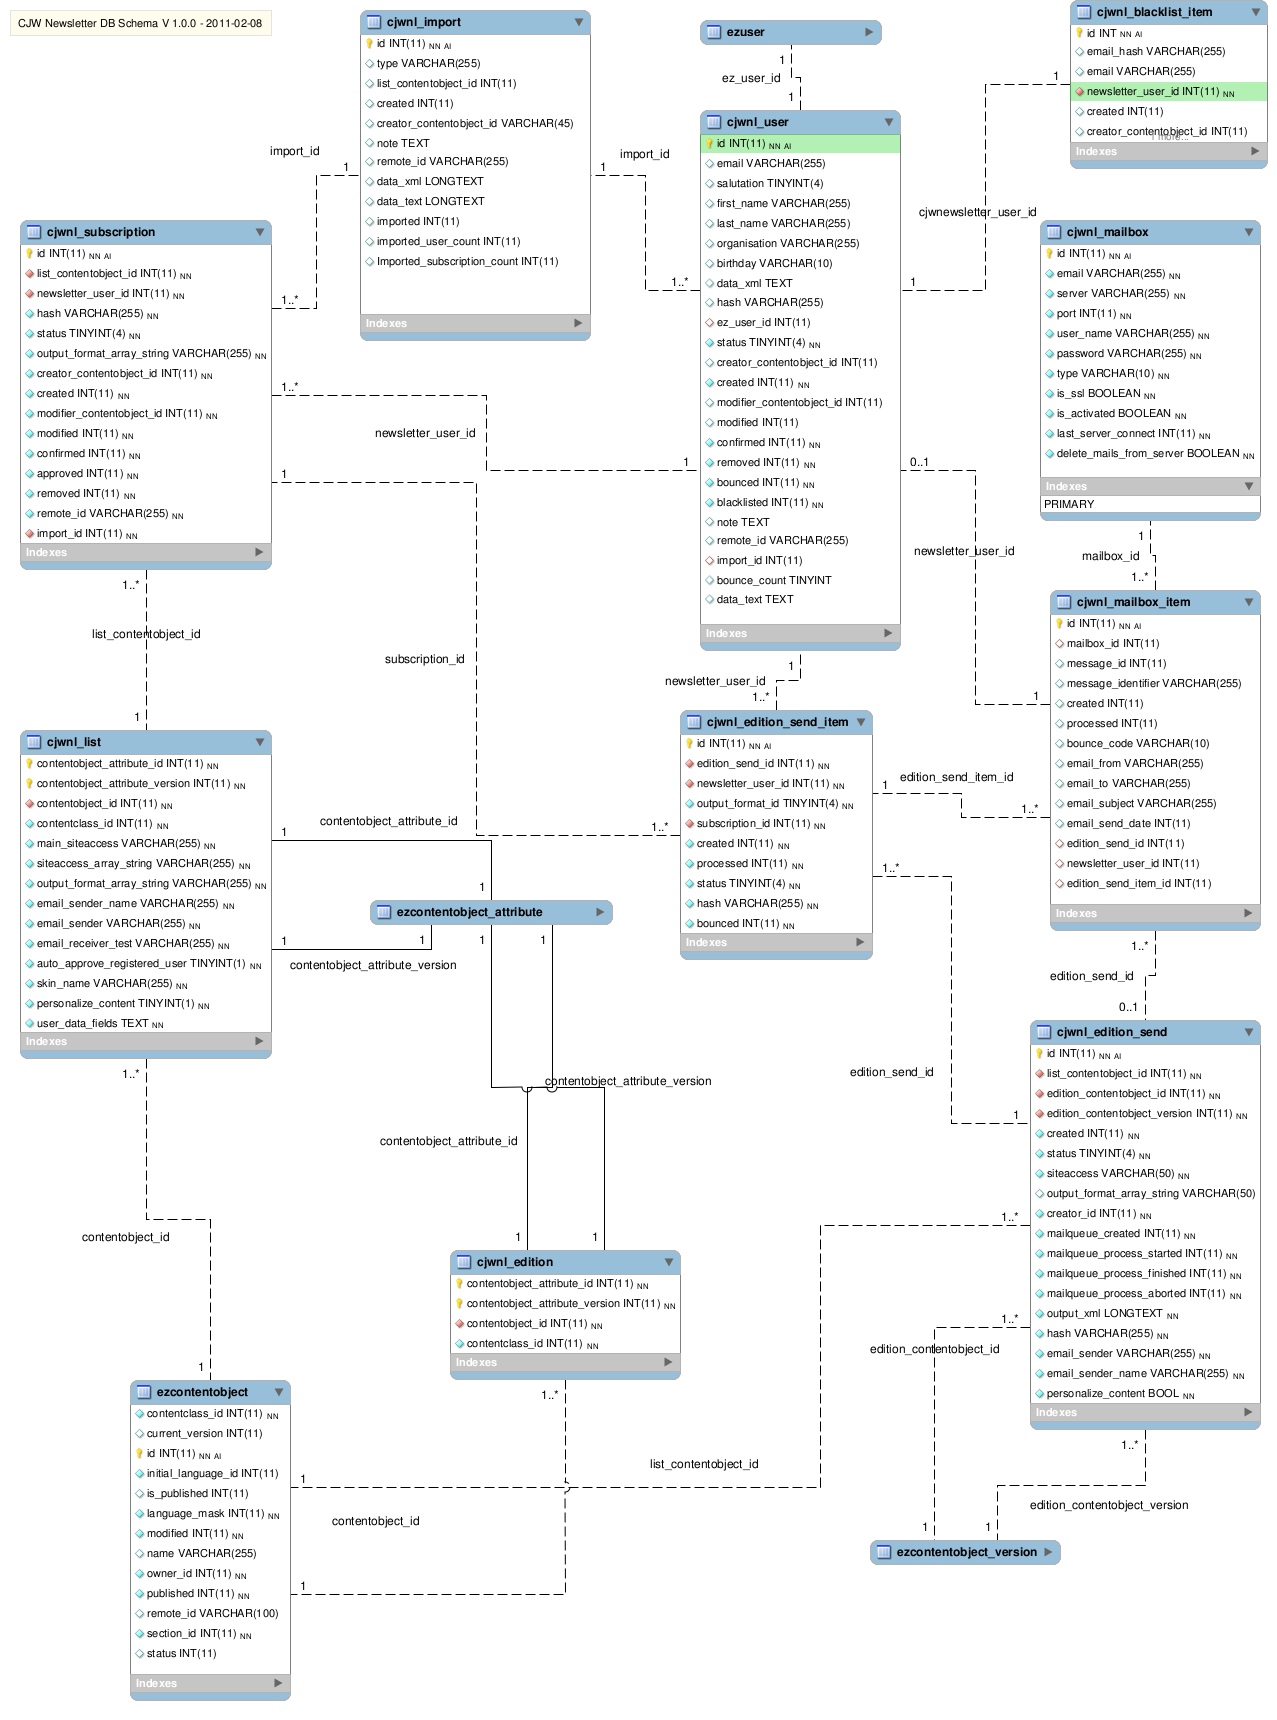 CJW Newsletter DB Schema V 1.0.0 - 2011-02-08
cjwnl_import
id INT(11) NN AI
type VARCHAR(255)
list_contentobject_id INT(11)
created INT(11)
creator_contentobject_id VARCHAR(45)
note TEXT
remote_id VARCHAR(255)
data_xml LONGTEXT
data_text LONGTEXT
imported INT(11)
imported_user_count INT(11)
Imported_subscription_count INT(11)
Indexes
ezuser
1
ez_user_id
1
cjwnl_user
id INT(11) NN AI
email VARCHAR(255)
salutation TINYINT(4)
first_name VARCHAR(255)
last_name VARCHAR(255)
organisation VARCHAR(255)
birthday VARCHAR(10)
data_xml TEXT
hash VARCHAR(255)
ez_user_id INT(11)
status TINYINT(4) NN
creator_contentobject_id INT(11)
created INT(11) NN
modifier_contentobject_id INT(11)
modified INT(11)
confirmed INT(11) NN
removed INT(11) NN
bounced INT(11) NN
blacklisted INT(11) NN
note TEXT
remote_id VARCHAR(255)
import_id INT(11)
bounce_count TINYINT
data_text TEXT
Indexes
cjwnl_blacklist_item
id INT NN AI
email_hash VARCHAR(255)
email VARCHAR(255)
newsletter_user_id INT(11) NN
created INT(11)
creator_contentobject_id INT(11)
1 more...
Indexes
1
cjwnewsletter_user_id
1
import_id
1
1..*
1
import_id
1..*
cjwnl_subscription
id INT(11) NN AI
list_contentobject_id INT(11) NN
newsletter_user_id INT(11) NN
hash VARCHAR(255) NN
status TINYINT(4) NN
output_format_array_string VARCHAR(255) NN
creator_contentobject_id INT(11) NN
created INT(11) NN
modifier_contentobject_id INT(11) NN
modified INT(11) NN
confirmed INT(11) NN
approved INT(11) NN
removed INT(11) NN
remote_id VARCHAR(255) NN
import_id INT(11) NN
Indexes
1..*
newsletter_user_id
1
1
subscription_id
1..*
cjwnl_mailbox
id INT(11) NN AI
email VARCHAR(255) NN
server VARCHAR(255) NN
port INT(11) NN
user_name VARCHAR(255) NN
password VARCHAR(255) NN
type VARCHAR(10) NN
is_ssl BOOLEAN NN
is_activated BOOLEAN NN
last_server_connect INT(11) NN
delete_mails_from_server BOOLEAN NN
Indexes
PRIMARY
1
mailbox_id
1..*
0..1
newsletter_user_id
1
cjwnl_mailbox_item
id INT(11) NN AI
mailbox_id INT(11)
message_id INT(11)
message_identifier VARCHAR(255)
created INT(11)
processed INT(11)
bounce_code VARCHAR(10)
email_from VARCHAR(255)
email_to VARCHAR(255)
email_subject VARCHAR(255)
email_send_date INT(11)
edition_send_id INT(11)
newsletter_user_id INT(11)
edition_send_item_id INT(11)
Indexes
1..*
list_contentobject_id
1
1
newsletter_user_id
1..*
cjwnl_edition_send_item
id INT(11) NN AI
edition_send_id INT(11) NN
newsletter_user_id INT(11) NN
output_format_id TINYINT(4) NN
subscription_id INT(11) NN
created INT(11) NN
processed INT(11) NN
status TINYINT(4) NN
hash VARCHAR(255) NN
bounced INT(11) NN
Indexes
edition_send_item_id
1
1..*
1..*
edition_send_id
1
cjwnl_list
contentobject_attribute_id INT(11) NN
contentobject_attribute_version INT(11) NN
contentobject_id INT(11) NN
contentclass_id INT(11) NN
main_siteaccess VARCHAR(255) NN
siteaccess_array_string VARCHAR(255) NN
output_format_array_string VARCHAR(255) NN
email_sender_name VARCHAR(255) NN
email_sender VARCHAR(255) NN
email_receiver_test VARCHAR(255) NN
auto_approve_registered_user TINYINT(1) NN
skin_name VARCHAR(255) NN
personalize_content TINYINT(1) NN
user_data_fields TEXT NN
Indexes
contentobject_attribute_id
1
1
ezcontentobject_attribute
1
1
1
1
contentobject_attribute_version
1..*
edition_send_id
0..1
cjwnl_edition_send
id INT(11) NN AI
list_contentobject_id INT(11) NN
edition_contentobject_id INT(11) NN
edition_contentobject_version INT(11) NN
created INT(11) NN
status TINYINT(4) NN
siteaccess VARCHAR(50) NN
output_format_array_string VARCHAR(50)
creator_id INT(11) NN
mailqueue_created INT(11) NN
mailqueue_process_started INT(11) NN
mailqueue_process_finished INT(11) NN
mailqueue_process_aborted INT(11) NN
output_xml LONGTEXT NN
hash VARCHAR(255) NN
email_sender VARCHAR(255) NN
email_sender_name VARCHAR(255) NN
personalize_content BOOL NN
Indexes
contentobject_attribute_version
contentobject_attribute_id
1
1
cjwnl_edition
contentobject_attribute_id INT(11) NN
contentobject_attribute_version INT(11) NN
contentobject_id INT(11) NN
contentclass_id INT(11) NN
Indexes
1..*
1..*
contentobject_id
1
ezcontentobject
contentclass_id INT(11) NN
current_version INT(11)
id INT(11) NN AI
initial_language_id INT(11)
is_published INT(11)
language_mask INT(11) NN
modified INT(11) NN
name VARCHAR(255)
owner_id INT(11) NN
published INT(11) NN
remote_id VARCHAR(100)
section_id INT(11) NN
status INT(11)
Indexes
1..*
list_contentobject_id
1
contentobject_id
1
1..*
edition_contentobject_id
1
1..*
edition_contentobject_version
1
ezcontentobject_version